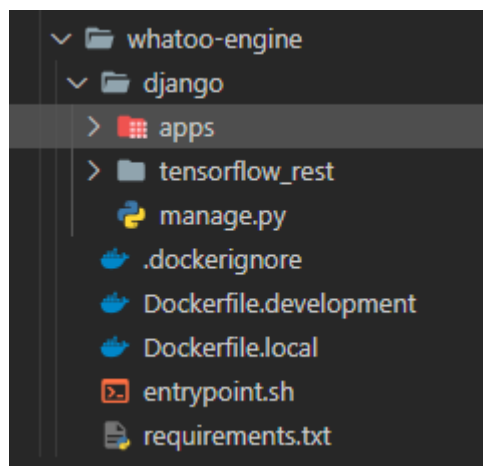 whatoo-engine
django
apps
tensorflow_rest
manage.py
.dockerignore
Dockerfile.development
Dockerfile.local
entrypoint.sh
requirements.txt